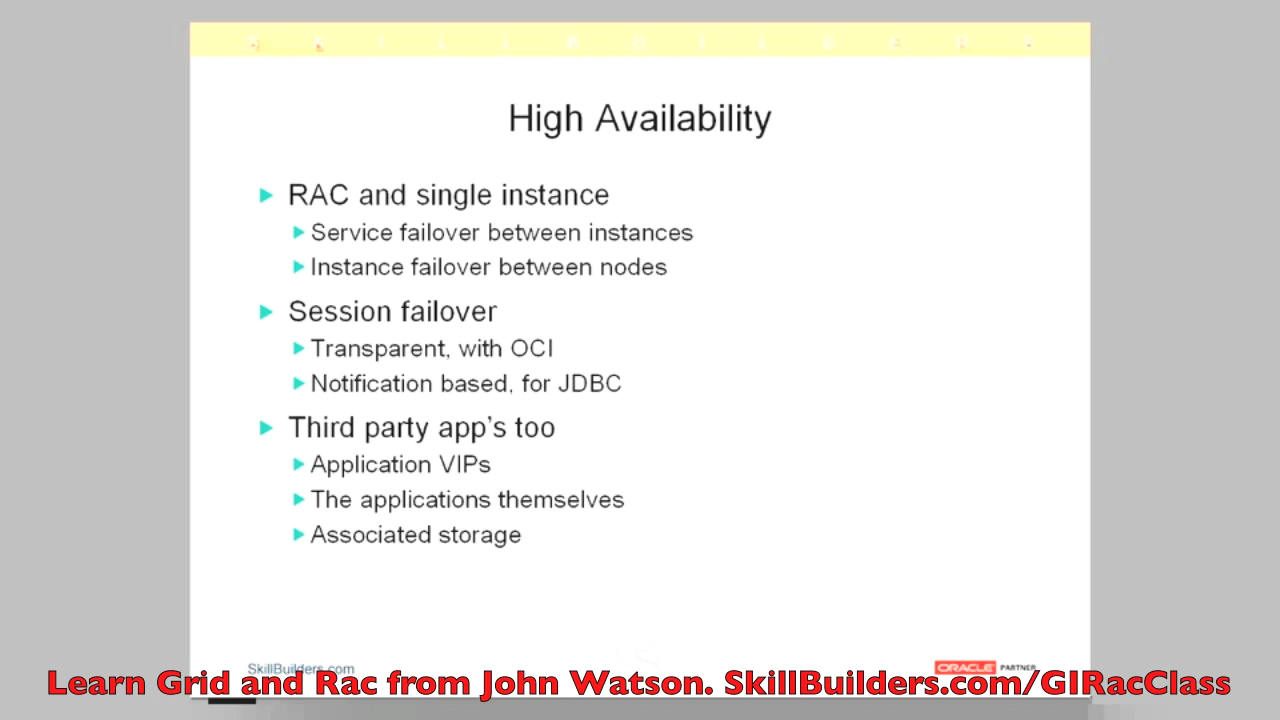 High Availability
RAC and single instance
Service failover between instances
Instance failover between nodes
Session failover
Transparent, with OCI
Notification based, for JDBC
Third party app's too
Application VIPs
The applications themselves
Associated storage
SkillBuilders.com
ORACLE PARTNER
Learn Grid and Rac from John Watson. SkillBuilders.com/GIRacClass